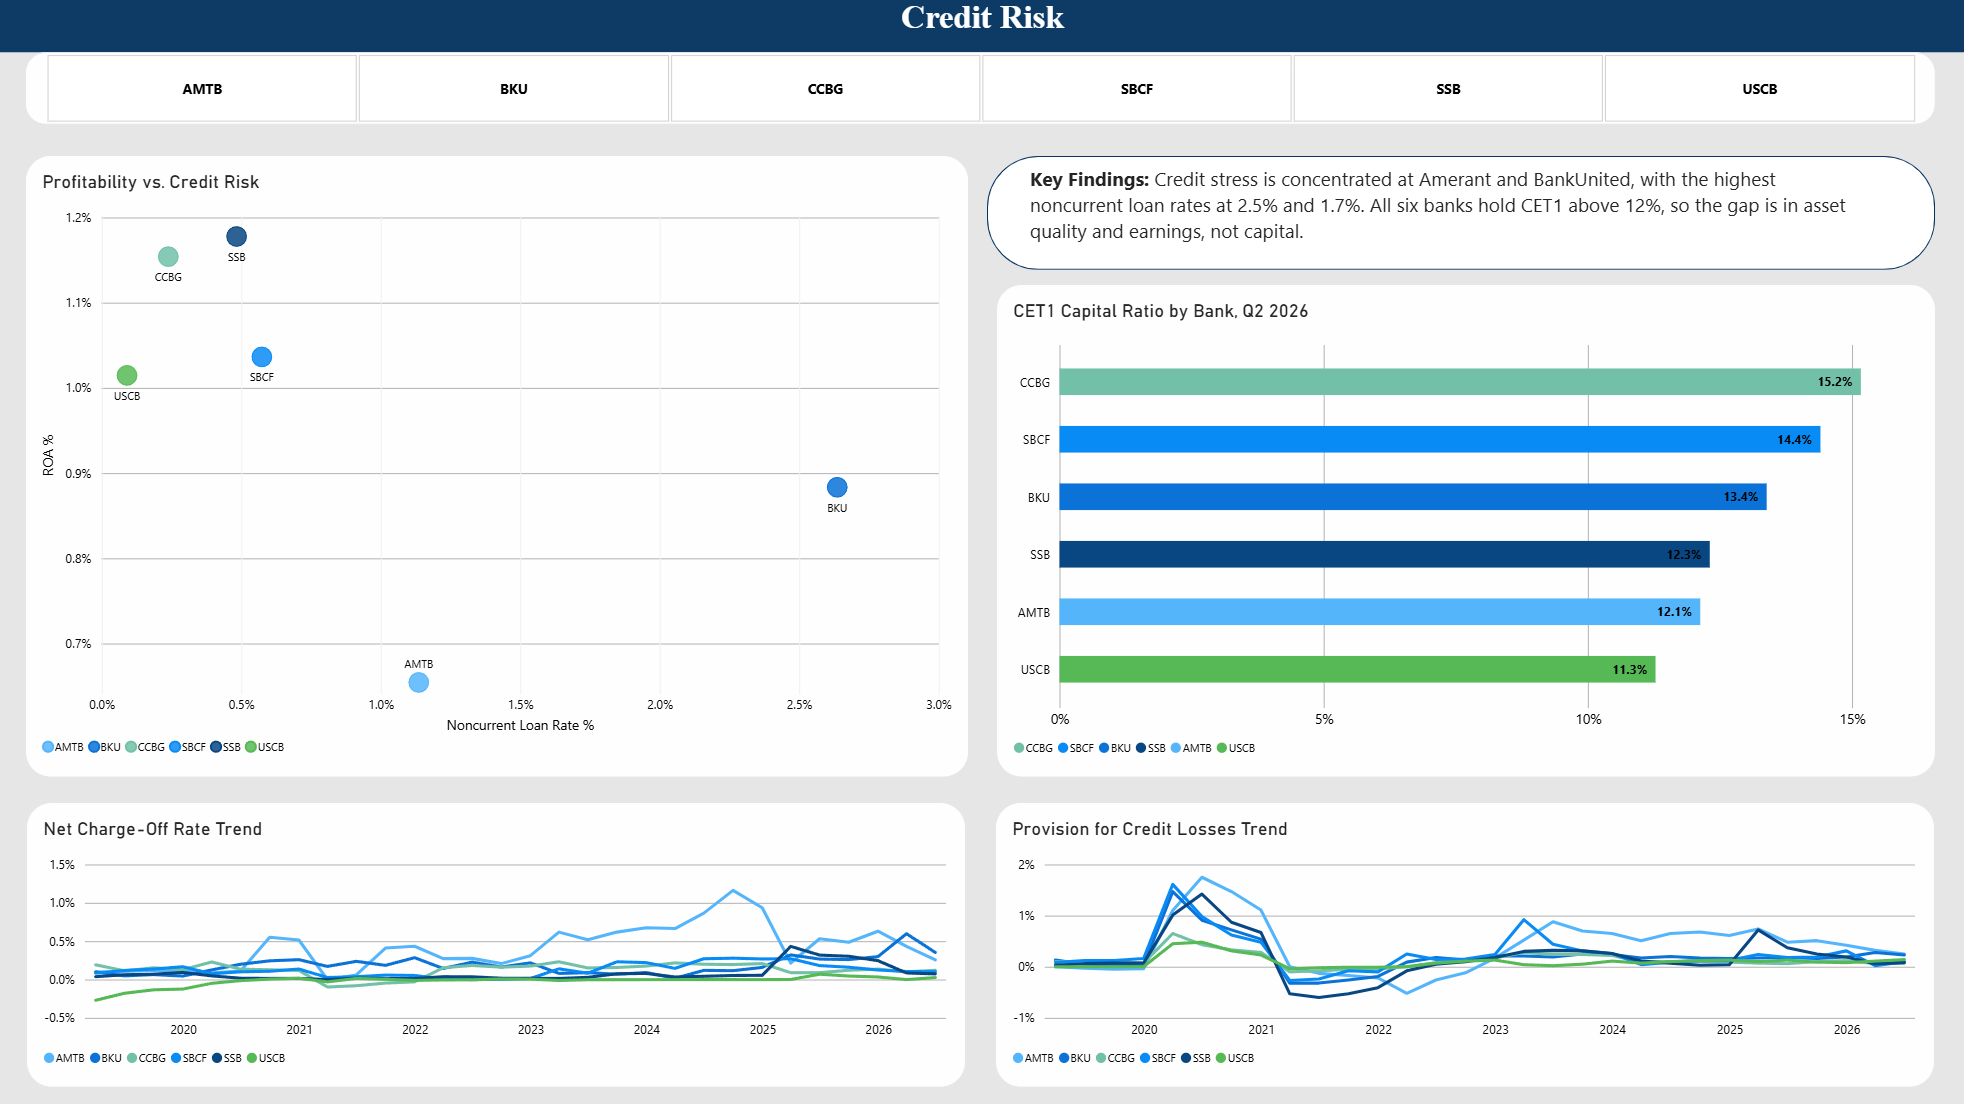 Credit Risk
AMTB
BKU
CCBG
SBCF
SSB
USCB
Profitability vs. Credit Risk
1.2%
1.1%
1.0%
0.9%
0.8%
0.7%
ROA %
SSB
CCBG
SBCF
USCB
BKU
AMTB
0.0%
0.5%
1.0%
1.5%
2.0%
2.5%
3.0%
Noncurrent Loan Rate %
AMTB BKU CCBG SBCF SSB USCB
Key Findings: Credit stress is concentrated at Amerant and BankUnited, with the highest
noncurrent loan rates at 2.5% and 1.7%. All six banks hold CET1 above 12%, so the gap is in asset
quality and earnings, not capital.
CET1 Capital Ratio by Bank, Q2 2026
CCBG 15.2%
SBCF 14.4%
BKU 13.4%
SSB 12.3%
AMTB 12.1%
USCB 11.3%
0% 5% 10% 15%
CCBG SBCF BKU SSB AMTB USCB
Net Charge-Off Rate Trend
1.5%
1.0%
0.5%
0.0%
-0.5%
2020 2021 2022 2023 2024 2025 2026
AMTB BKU CCBG SBCF SSB USCB
Provision for Credit Losses Trend
2%
1%
0%
-1%
2020 2021 2022 2023 2024 2025 2026
AMTB BKU CCBG SBCF SSB USCB